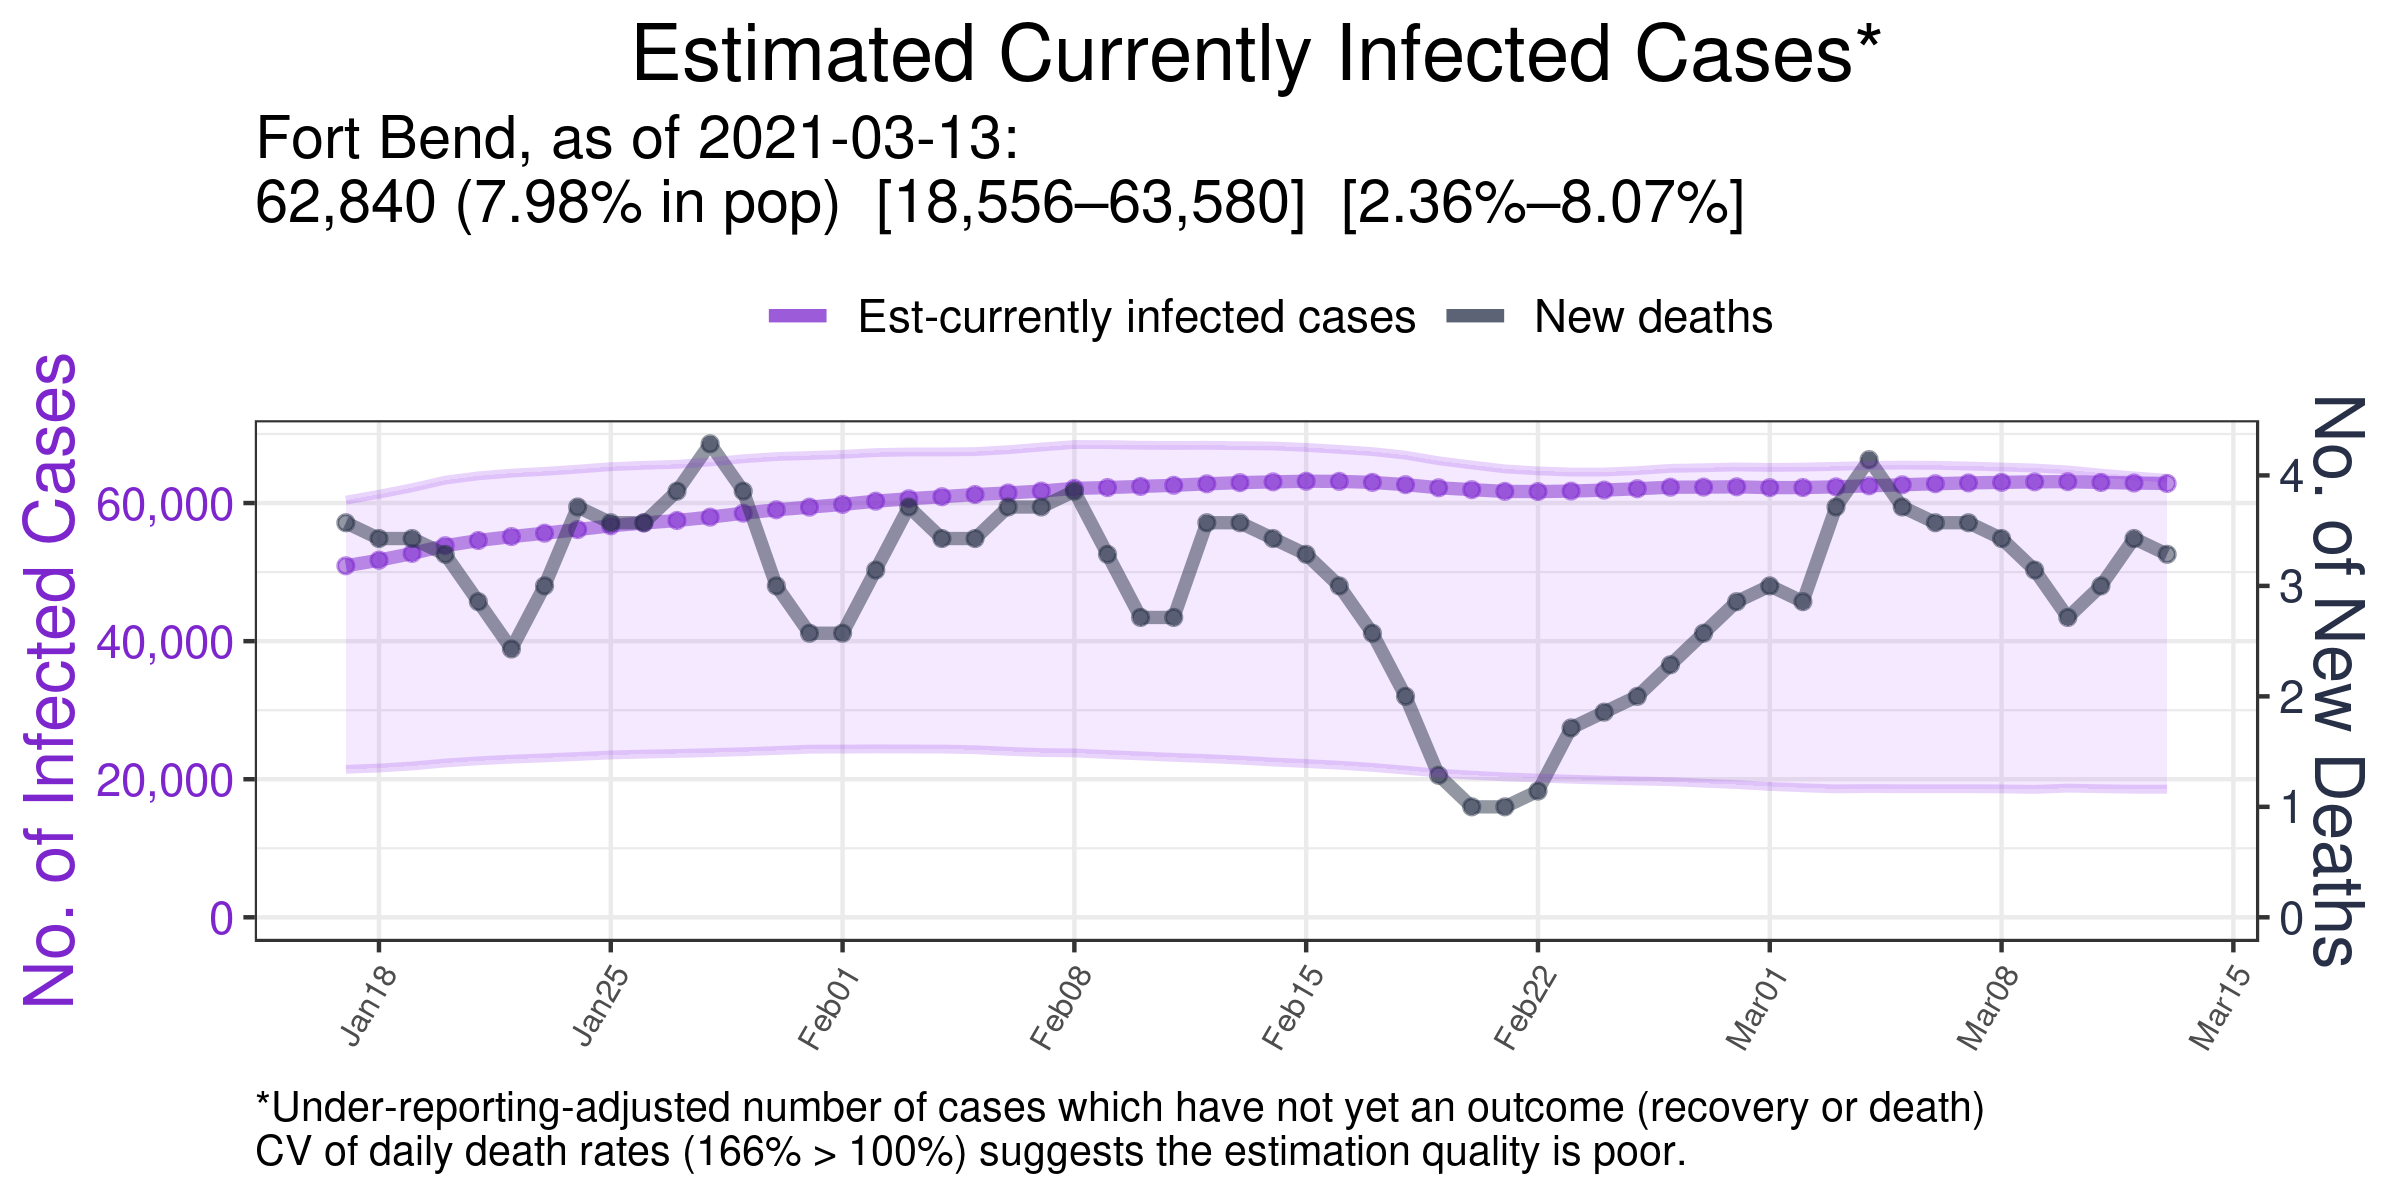 Estimated Currently Infected Cases*
Fort Bend, as of 2021-03-13:
62,840 (7.98% in pop)  [18,556–63,580]  [2.36%–8.07%]
Est-currently infected cases
New deaths
No. of Infected Cases
60,000
40,000
20,000
0
No. of New Deaths
4
3
2
1
0
Jan18
Jan25
Feb01
Feb08
Feb15
Feb22
Mar01
Mar08
Mar15
*Under-reporting-adjusted number of cases which have not yet an outcome (recovery or death)
CV of daily death rates (166% > 100%) suggests the estimation quality is poor.